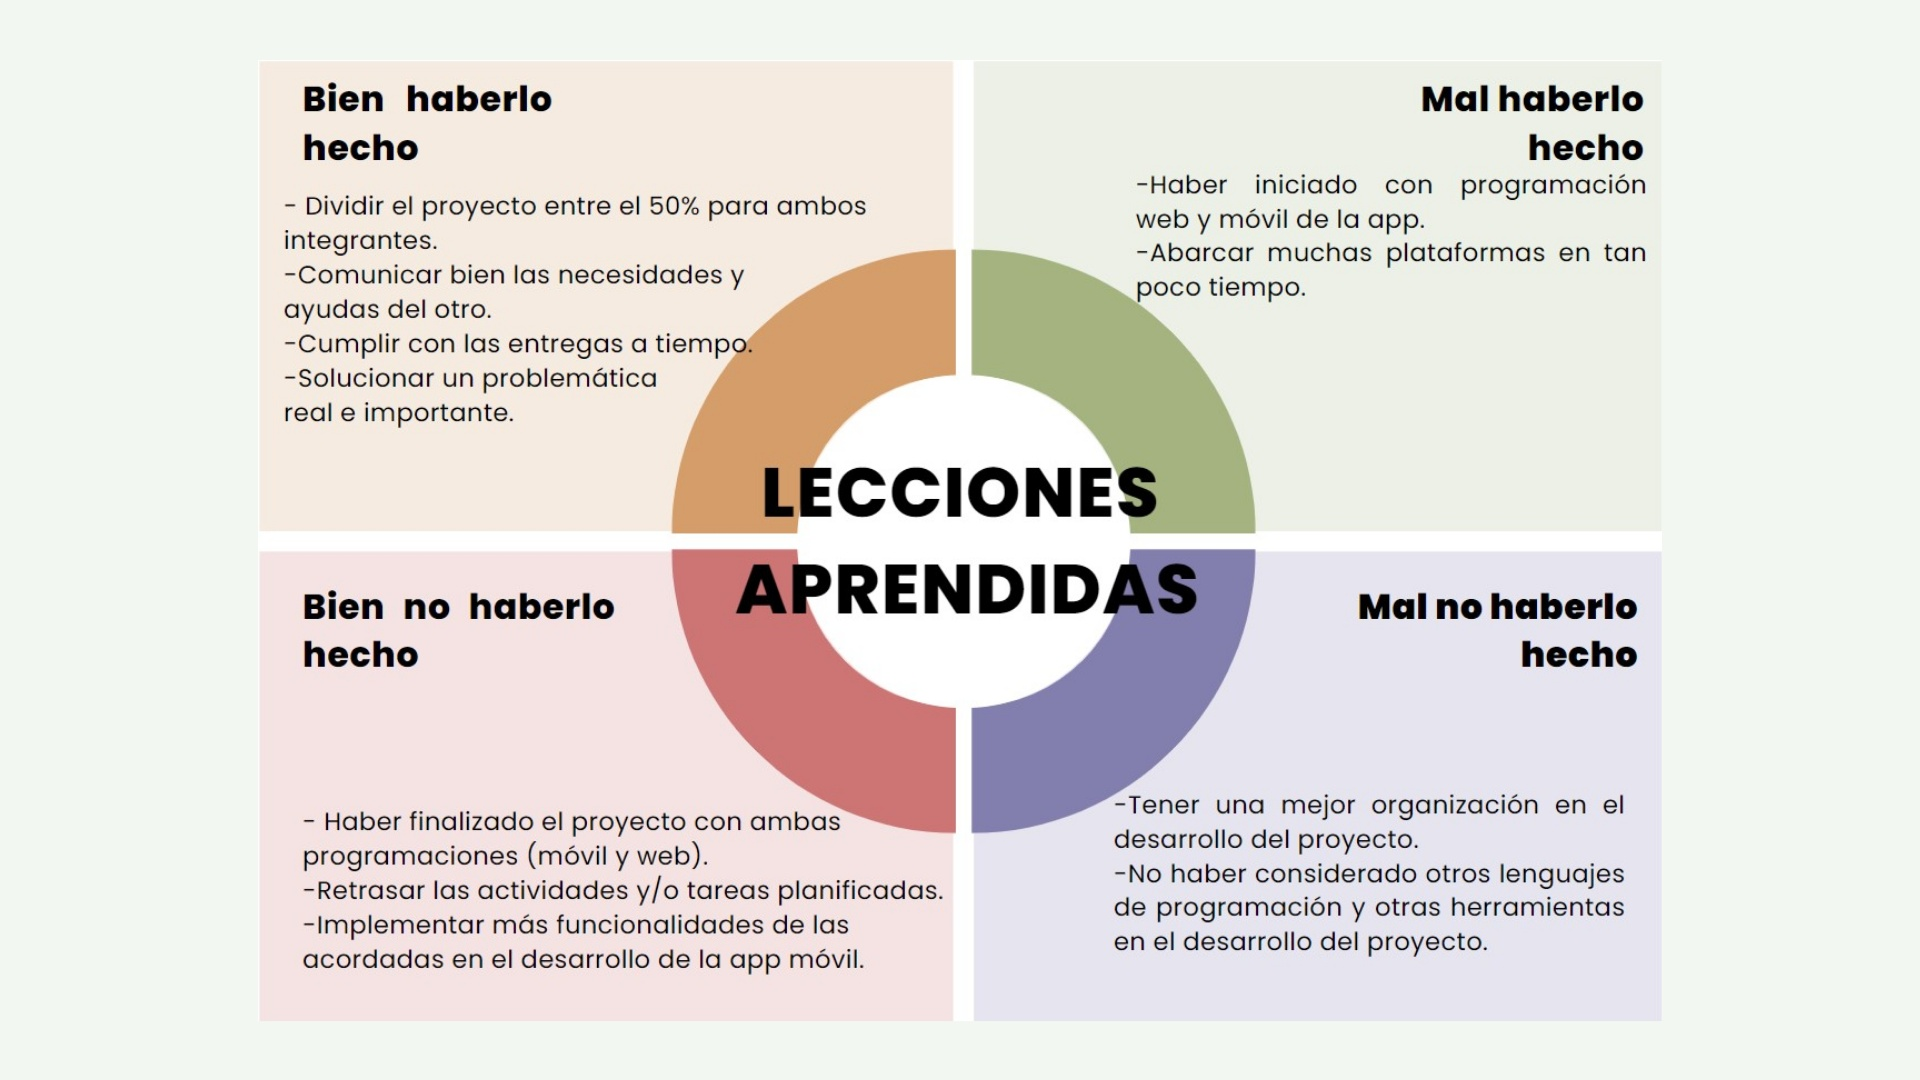 Bien haberlo
hecho
- Dividir el proyecto entre el 50% para ambos
integrantes.
-Comunicar bien las necesidades y
ayudas del otro.
-Cumplir con las entregas a tiempo.
-Solucionar un problemática
real e importante.
Mal haberlo
hecho
-Haber iniciado con programación
web y móvil de la app.
-Abarcar muchas plataformas en tan
poco tiempo.
LECCIONES
APRENDIDAS
Bien no haberlo
hecho
- Haber finalizado el proyecto con ambas
programaciones (móvil y web).
-Retrasar las actividades y/o tareas planificadas.
-Implementar más funcionalidades de las
acordadas en el desarrollo de la app móvil.
Mal no haberlo
hecho
-Tener una mejor organización en el
desarrollo del proyecto.
-No haber considerado otros lenguajes
de programación y otras herramientas
en el desarrollo del proyecto.